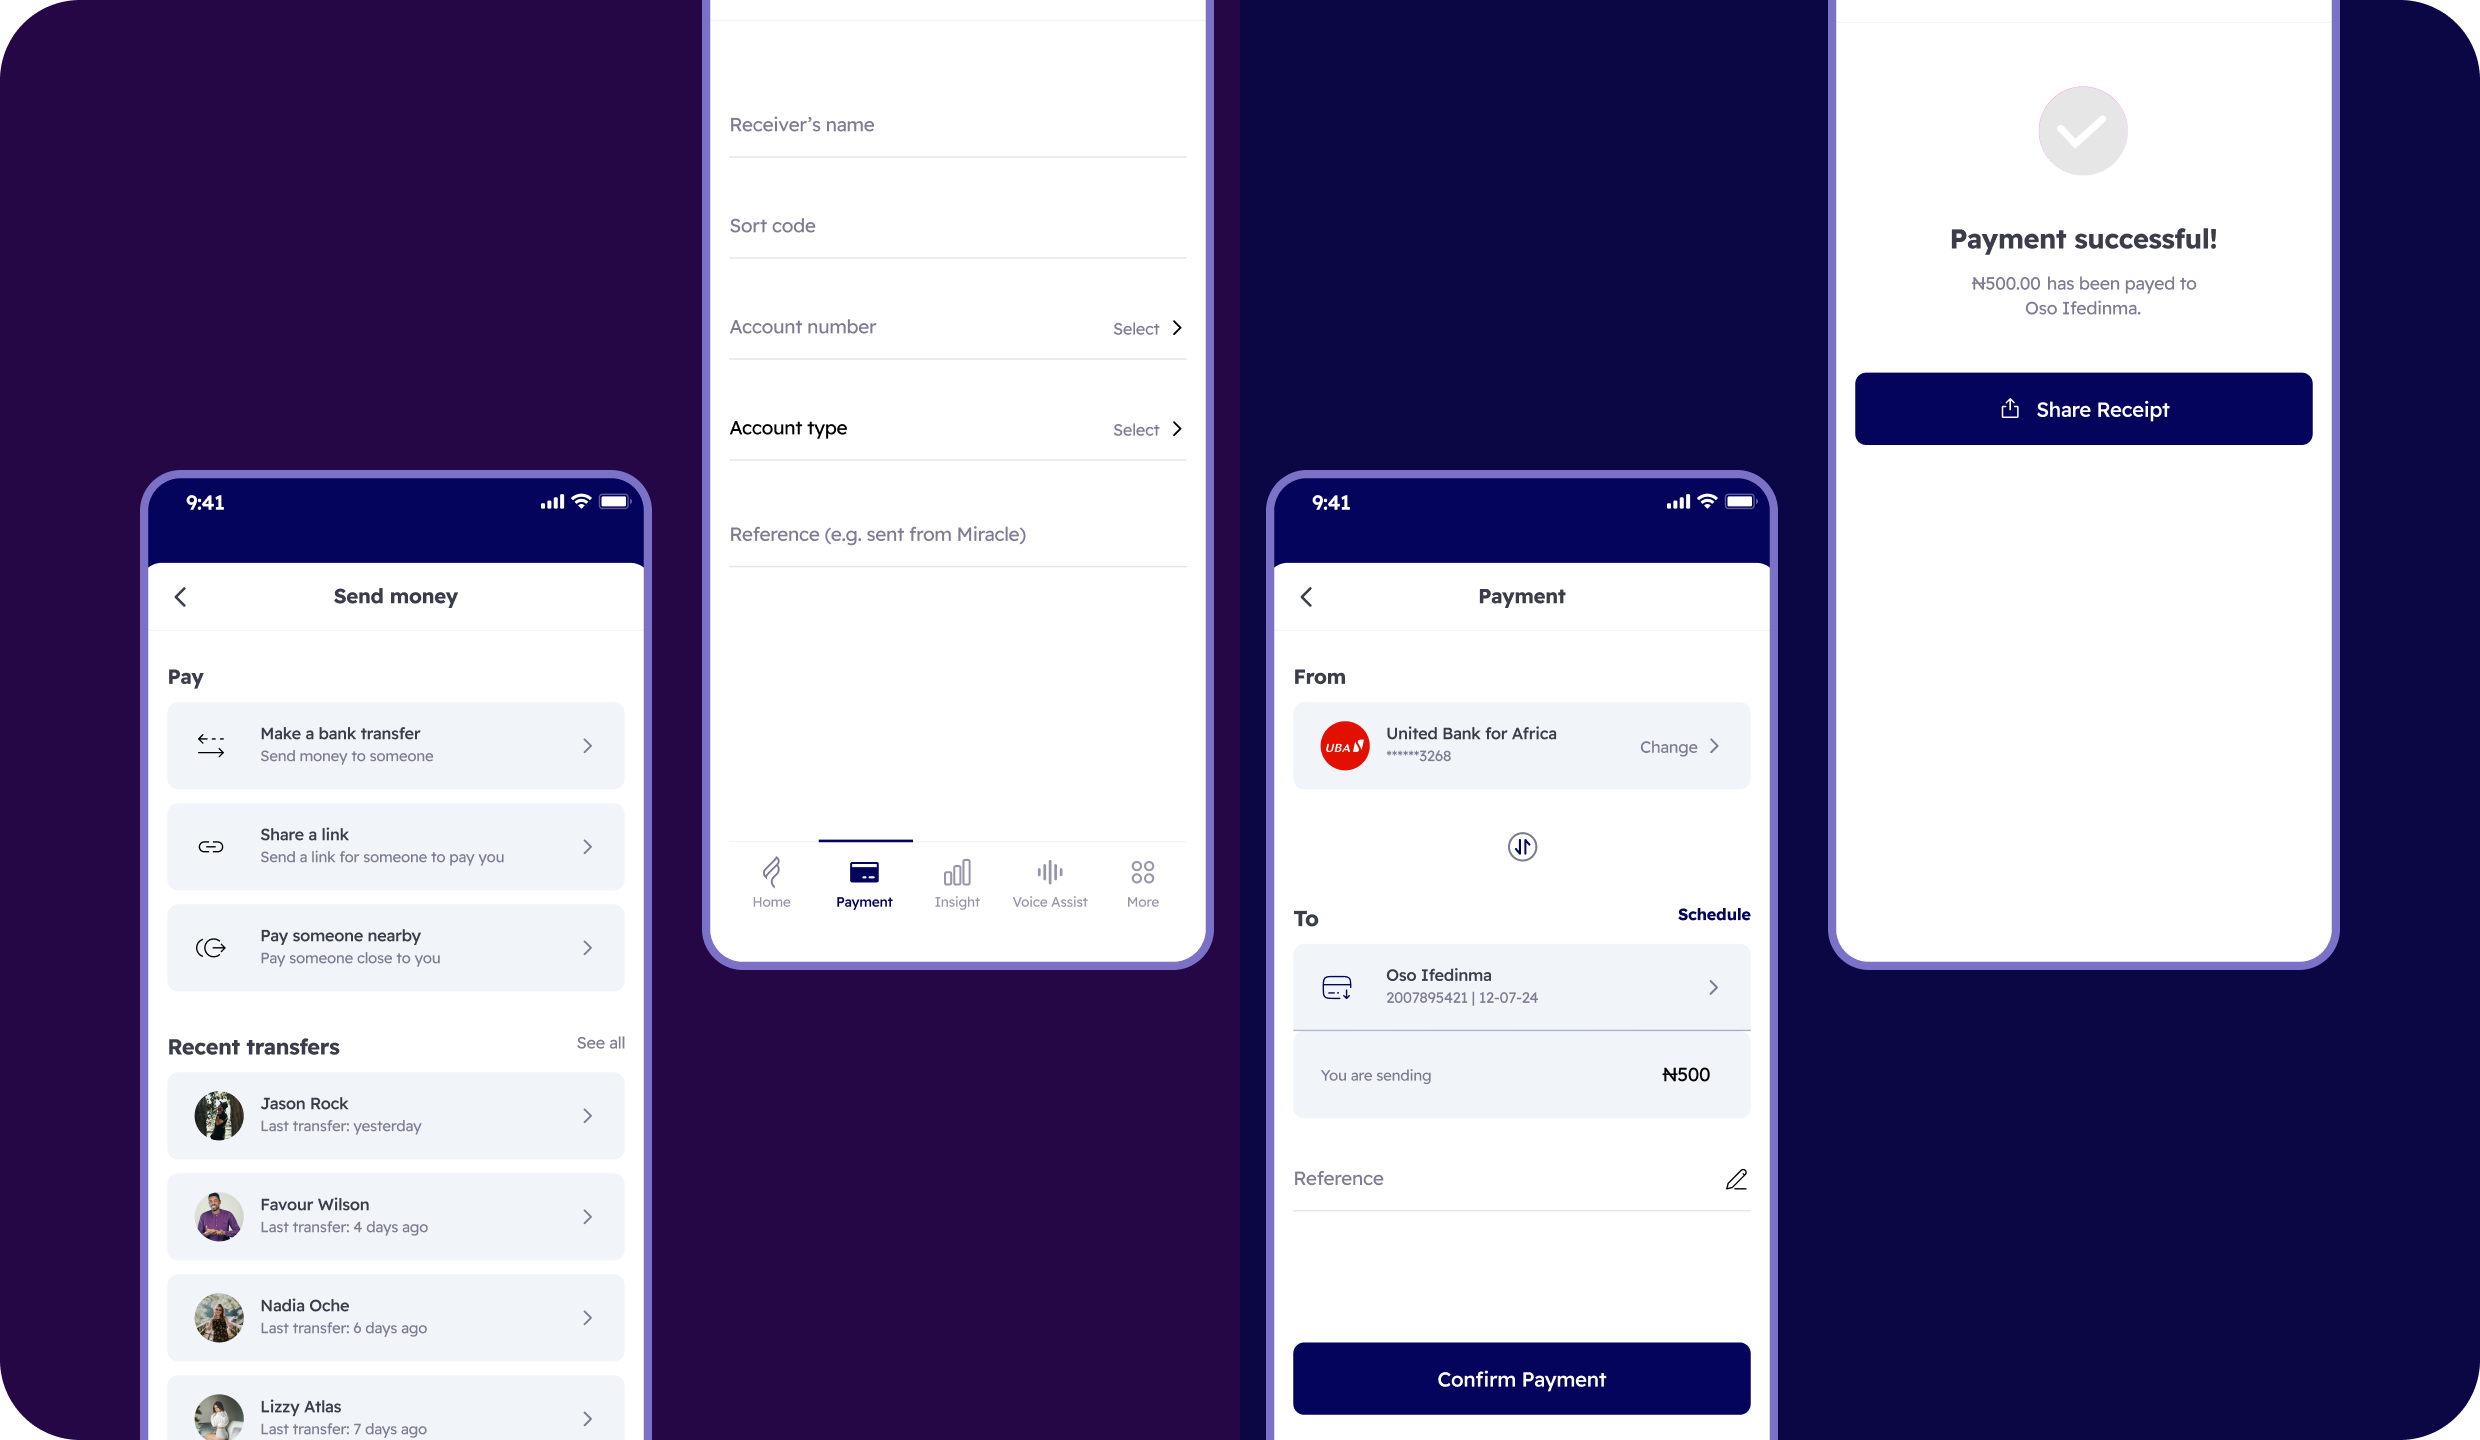 9:41
Send money
Pay
Make a bank transfer
Send money to someone
Share a link
Send a link for someone to pay you
Pay someone nearby
Pay someone close to you
Recent transfers
See all
Jason Rock
Last transfer: yesterday
Favour Wilson
Last transfer: 4 days ago
Nadia Oche
Last transfer: 6 days ago
Lizzy Atlas
Last transfer: 7 days ago
Receiver’s name
Sort code
Account number
Select
Account type
Select
Reference (e.g. sent from Miracle)
Home
Payment
Insight
Voice Assist
More
9:41
Payment
From
UBA
United Bank for Africa
******3268
Change
To
Schedule
Oso Ifedinma
2007895421 | 12-07-24
You are sending
₦500
Reference
Confirm Payment
Payment successful!
₦500.00 has been payed to
Oso Ifedinma.
Share Receipt